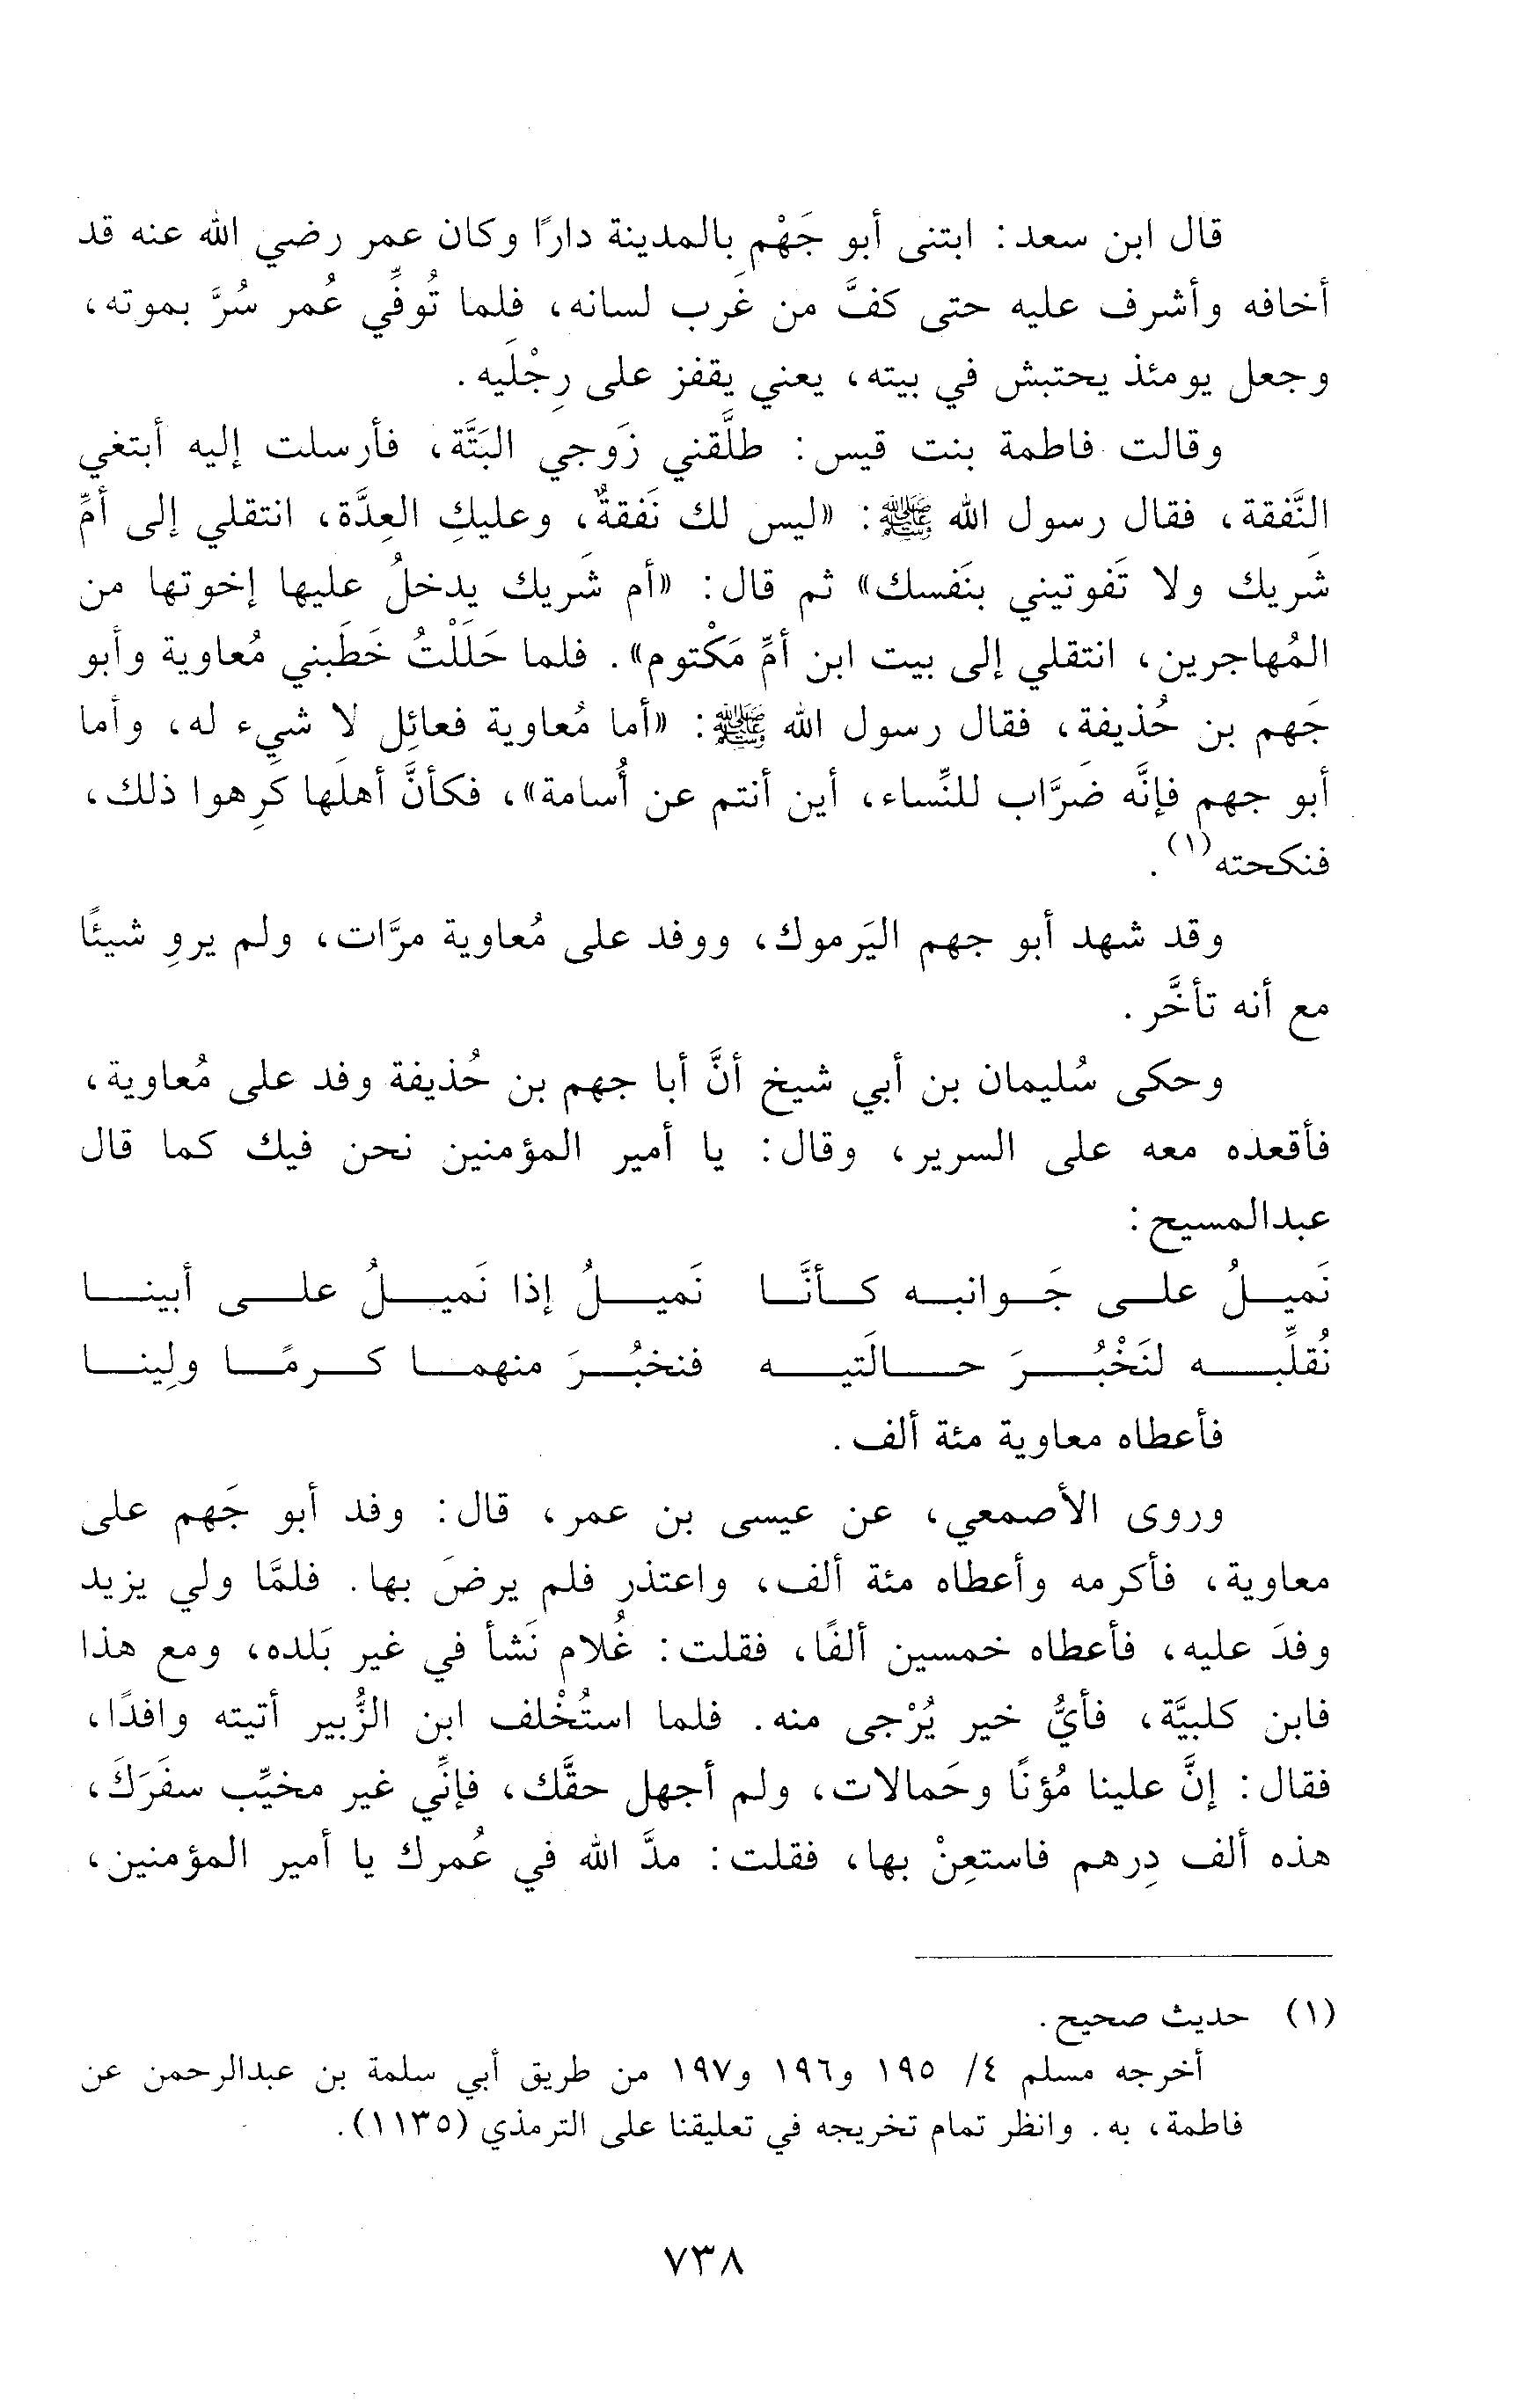 قال ابن سعد: ابتنى أبو جَهْم بالمدينة دارًا وكان عمر رضي الله عنه قد
أخافه وأشرف عليه حتى كفَّ من غَرب لسانه، فلما تُوفِّي عُمر سُرَّ بموته،
وجعل يومئذ يحتبش في بيته، يعني يقفز على رِجْلَيه.
وقالت فاطمة بنت قيس: طلَّقني زَوجي البَتَّة، فأرسلت إليه أبتغي
النَّفقة، فقال رسول الله ﷺ: «ليس لك نَفقةٌ، وعليكِ العِدَّة، انتقلي إلى أمِّ
شَريك ولا تَفوتيني بنَفسك» ثم قال: «أم شَريك يدخلُ عليها إخوتها من
المُهاجرين، انتقلي إلى بيت ابن أمِّ مَكْتوم». فلما حَلَلْتُ خَطَبني مُعاوية وأبو
جَهم بن حُذيفة، فقال رسول الله ﷺ: «أما مُعاوية فعائِل لا شيء له، وأما
أبو جهم فإنَّه ضَرَّاب للنِّساء، أين أنتم عن أُسامة»، فكأنَّ أهلَها كَرِهوا ذلك،
فنكحته(١).
وقد شهد أبو جهم اليَرموك، ووفد على مُعاوية مرَّات، ولم يروِ شيئًا
مع أنه تأخَّر.
وحكى سُليمان بن أبي شيخ أنَّ أبا جهم بن حُذيفة وفد على مُعاوية،
فأقعده معه على السرير، وقال: يا أمير المؤمنين نحن فيك كما قال
عبدالمسيح:
نَميلُ على جَوانبه كأنَّا نَميلُ إذا نَميلُ على أبينا
نُقلِّبه لنَخْبُرَ حالَتيه فنخبُرَ منهما كرمًا ولِينا
فأعطاه معاوية مئة ألف.
وروى الأصمعي، عن عيسى بن عمر، قال: وفد أبو جَهم على
معاوية، فأكرمه وأعطاه مئة ألف، واعتذر فلم يرضَ بها. فلمَّا ولي يزيد
وفدَ عليه، فأعطاه خمسين ألفًا، فقلت: غُلام نَشأ في غير بَلده، ومع هذا
فابن كلبيَّة، فأيُّ خير يُرْجى منه. فلما استُخْلف ابن الزُّبير أتيته وافدًا،
فقال: إنَّ علينا مُؤنًا وحَمالات، ولم أجهل حقَّك، فإنِّي غير مخيِّب سفَرَكَ،
هذه ألف دِرهم فاستعِنْ بها، فقلت: مدَّ الله في عُمرك يا أمير المؤمنين،
(١) حديث صحيح.
أخرجه مسلم ٤/ ١٩٥ و١٩٦ و١٩٧ من طريق أبي سلمة بن عبدالرحمن عن
فاطمة، به. وانظر تمام تخريجه في تعليقنا على الترمذي (١١٣٥).
٧٣٨